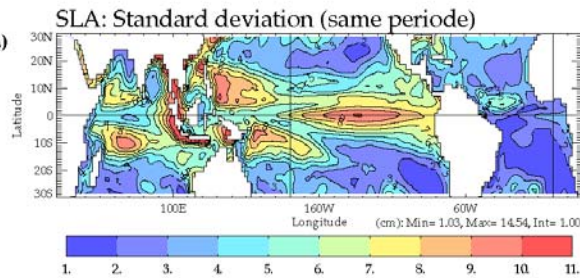 SLA: Standard deviation (same periode)
30N
20N
10N
0
10S
20S
30S
Latitude
100E 160W 60W
Longitude (cm): Min= 1.03, Max= 14.54, Int= 1.00
1. 2. 3. 4. 5. 6. 7. 8. 9. 10. 11.